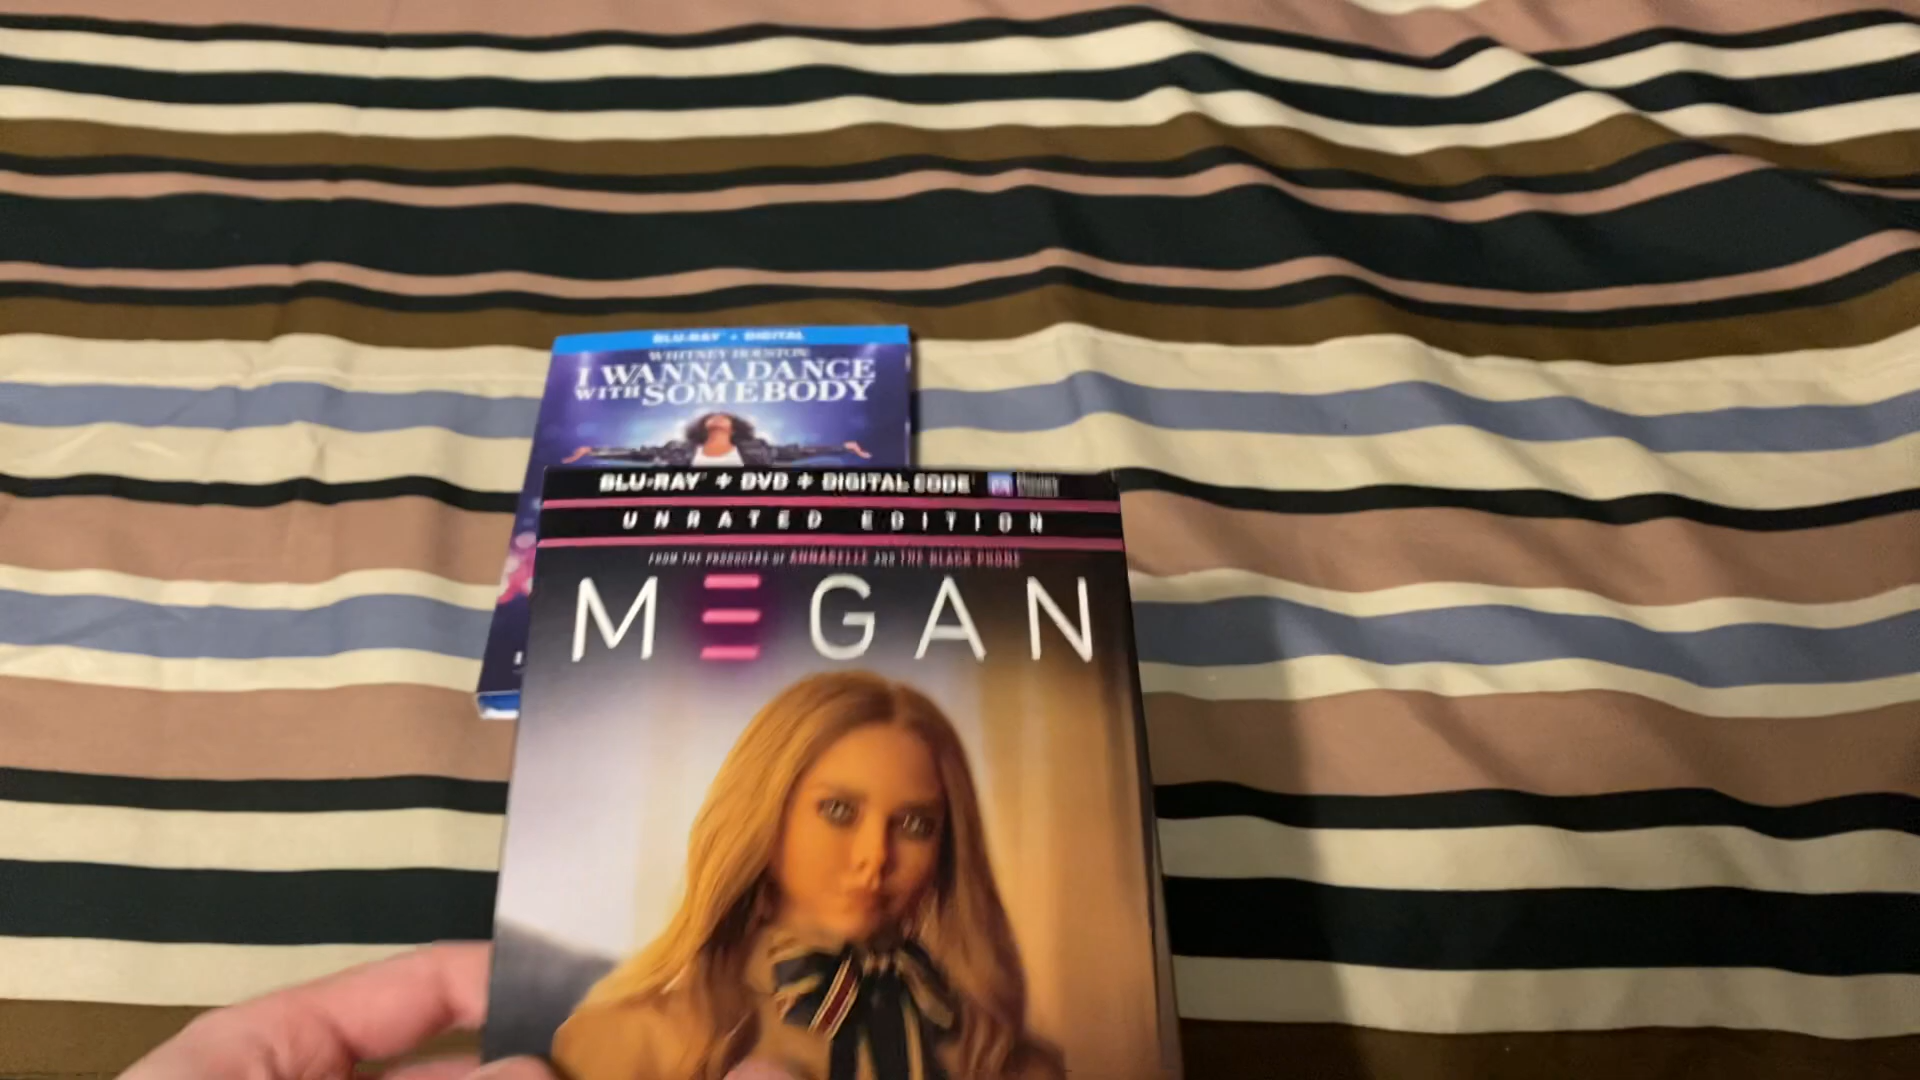 BLU-RAY + DIGITAL
WHITNEY HOUSTON:
I WANNA DANCE
WITH SOMEBODY
BLU-RAY + DVD + DIGITAL CODE
UNRATED EDITION
FROM THE PRODUCERS OF ANNABELLE AND THE BLACK PHONE
MEGAN